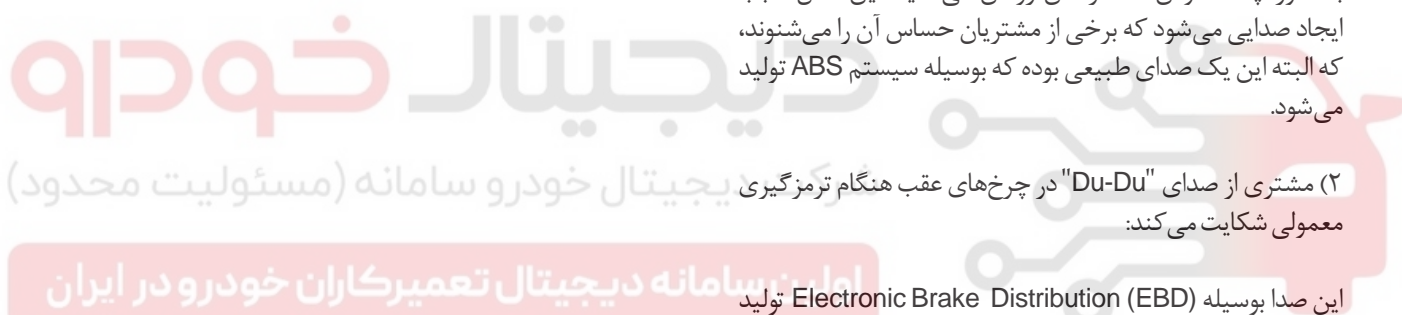 ایجاد صدایی می‌شود که برخی از مشتریان حساس آن را می‌شنوند،
که البته این یک صدای طبیعی بوده که بوسیله سیستم ABS تولید
می‌شود.
دیجیتال خودرو
شرکت دیجیتال خودرو سامانه (مسئولیت محدود)
۲) مشتری از صدای "Du-Du" در چرخ‌های عقب هنگام ترمزگیری
معمولی شکایت می‌کند:
اولین سامانه دیجیتال تعمیرکاران خودرو در ایران
این صدا بوسیله Electronic Brake Distribution (EBD) تولید